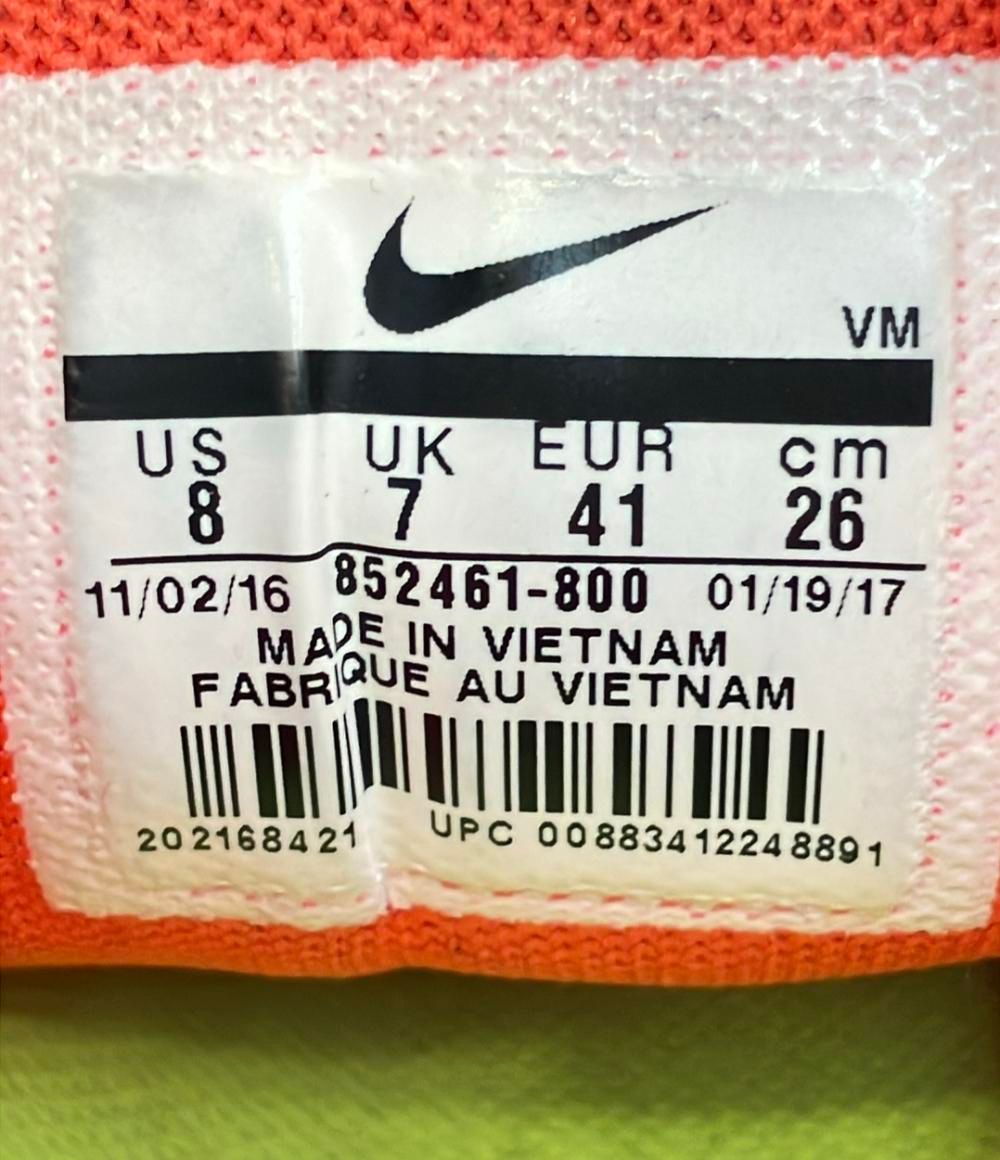 VM
US UK EUR cm
8 7 41 26
11/02/16 852461-800 01/19/17
MADE IN VIETNAM
FABRIQUE AU VIETNAM
202168421 UPC 00883412248891